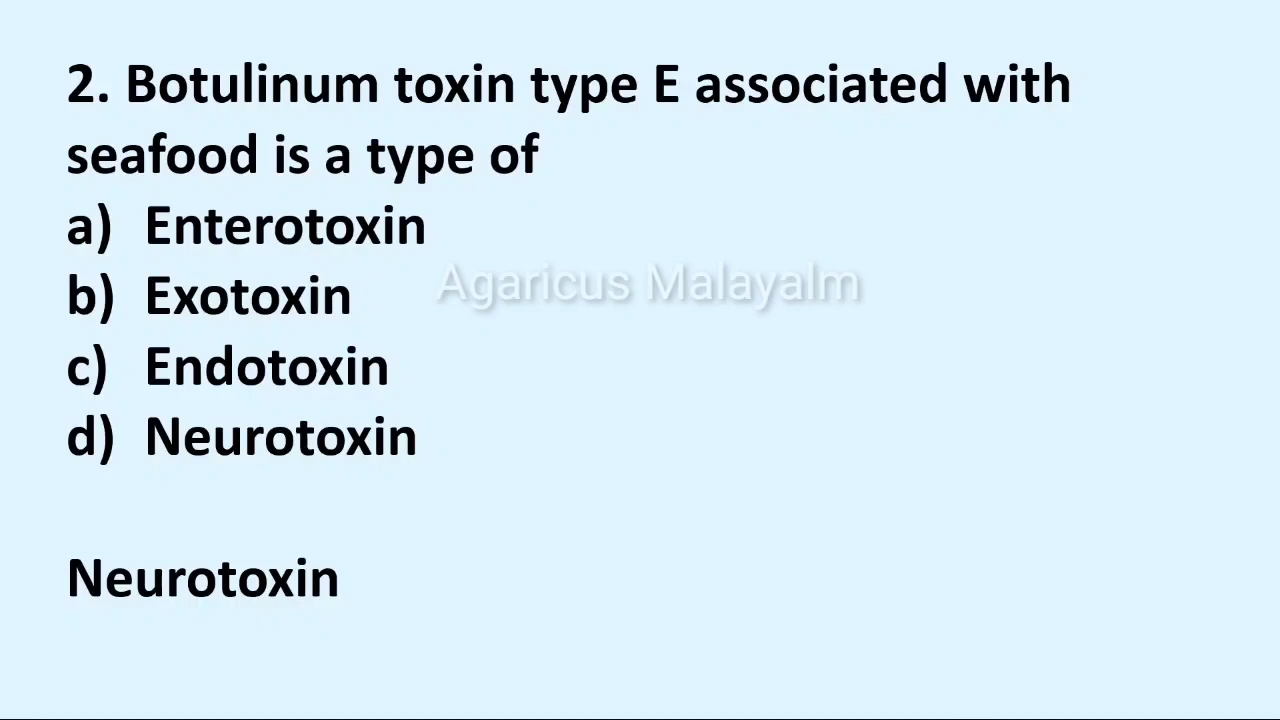 2. Botulinum toxin type E associated with
seafood is a type of
a) Enterotoxin
Agaricus Malayalm
b) Exotoxin
c) Endotoxin
d) Neurotoxin
Neurotoxin